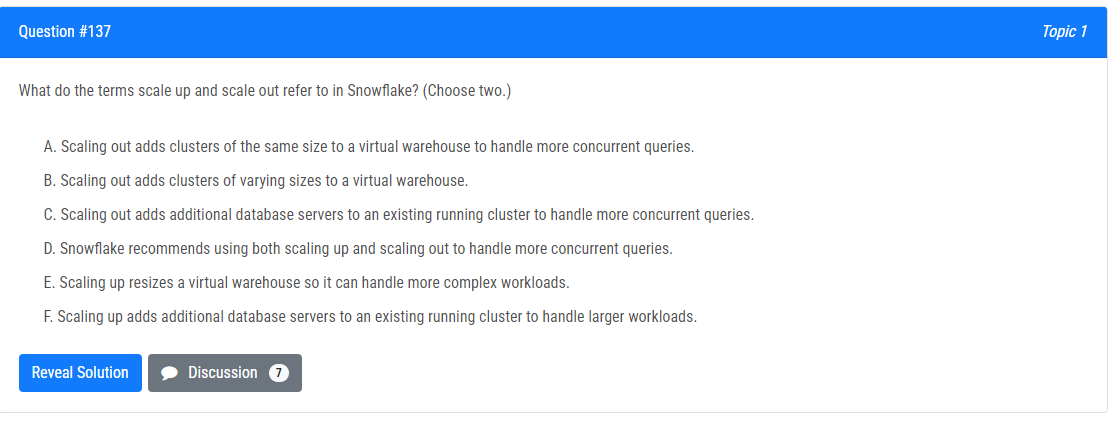 Question #137
Topic 1
What do the terms scale up and scale out refer to in Snowflake? (Choose two.)
A. Scaling out adds clusters of the same size to a virtual warehouse to handle more concurrent queries.
B. Scaling out adds clusters of varying sizes to a virtual warehouse.
C. Scaling out adds additional database servers to an existing running cluster to handle more concurrent queries.
D. Snowflake recommends using both scaling up and scaling out to handle more concurrent queries.
E. Scaling up resizes a virtual warehouse so it can handle more complex workloads.
F. Scaling up adds additional database servers to an existing running cluster to handle larger workloads.
Reveal Solution
Discussion 7